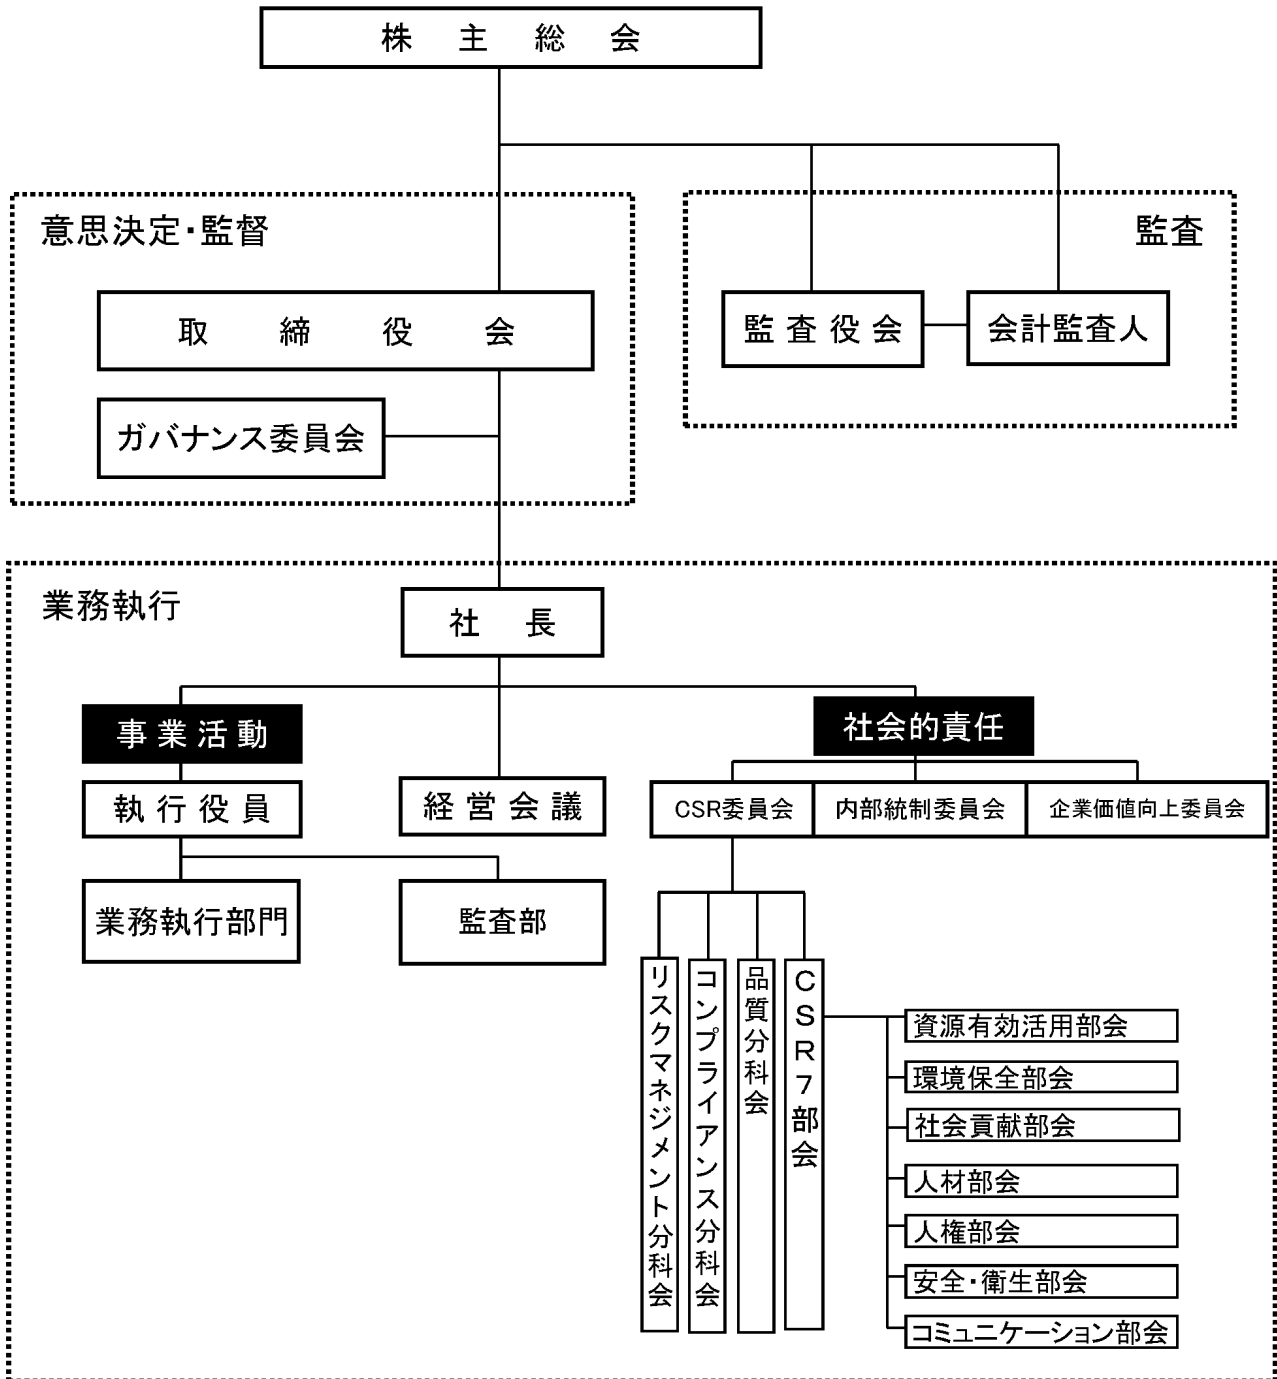 株主総会
意思決定・監督
監査
取締役会
監査役会
会計監査人
ガバナンス委員会
業務執行
社長
事業活動
社会的責任
執行役員
経営会議
CSR委員会
内部統制委員会
企業価値向上委員会
業務執行部門
監査部
リスクマネジメント分科会
コンプライアンス分科会
品質分科会
CSR7部会
資源有効活用部会
環境保全部会
社会貢献部会
人材部会
人権部会
安全・衛生部会
コミュニケーション部会